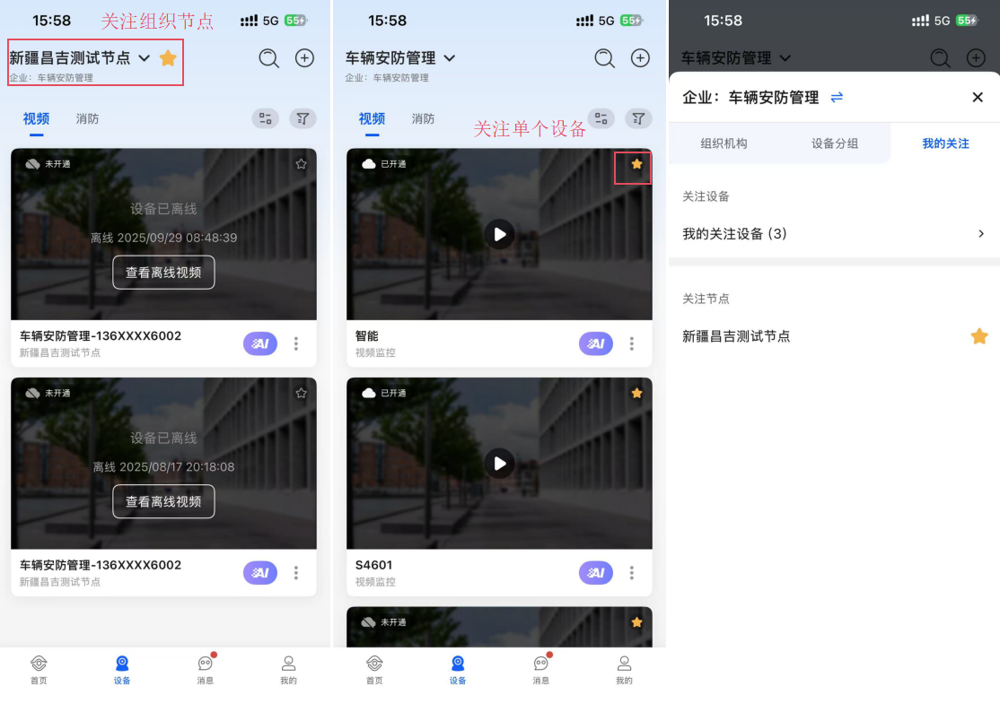 15:58
关注组织节点
5G
55
新疆昌吉测试节点
企业：车辆安防管理
视频
消防
未开通
设备已离线
离线 2025/09/29 08:48:39
查看离线视频
车辆安防管理-136XXXX6002
AI
新疆昌吉测试节点
未开通
设备已离线
离线 2025/08/17 20:18:08
查看离线视频
车辆安防管理-136XXXX6002
AI
新疆昌吉测试节点
首页
设备
消息
我的
15:58
5G
55
车辆安防管理
企业：车辆安防管理
视频
消防
关注单个设备
已开通
智能
AI
视频监控
已开通
S4601
AI
视频监控
未开通
首页
设备
消息
我的
15:58
5G
55
车辆安防管理
企业：车辆安防管理
组织机构
设备分组
我的关注
关注设备
我的关注设备 (3)
关注节点
新疆昌吉测试节点